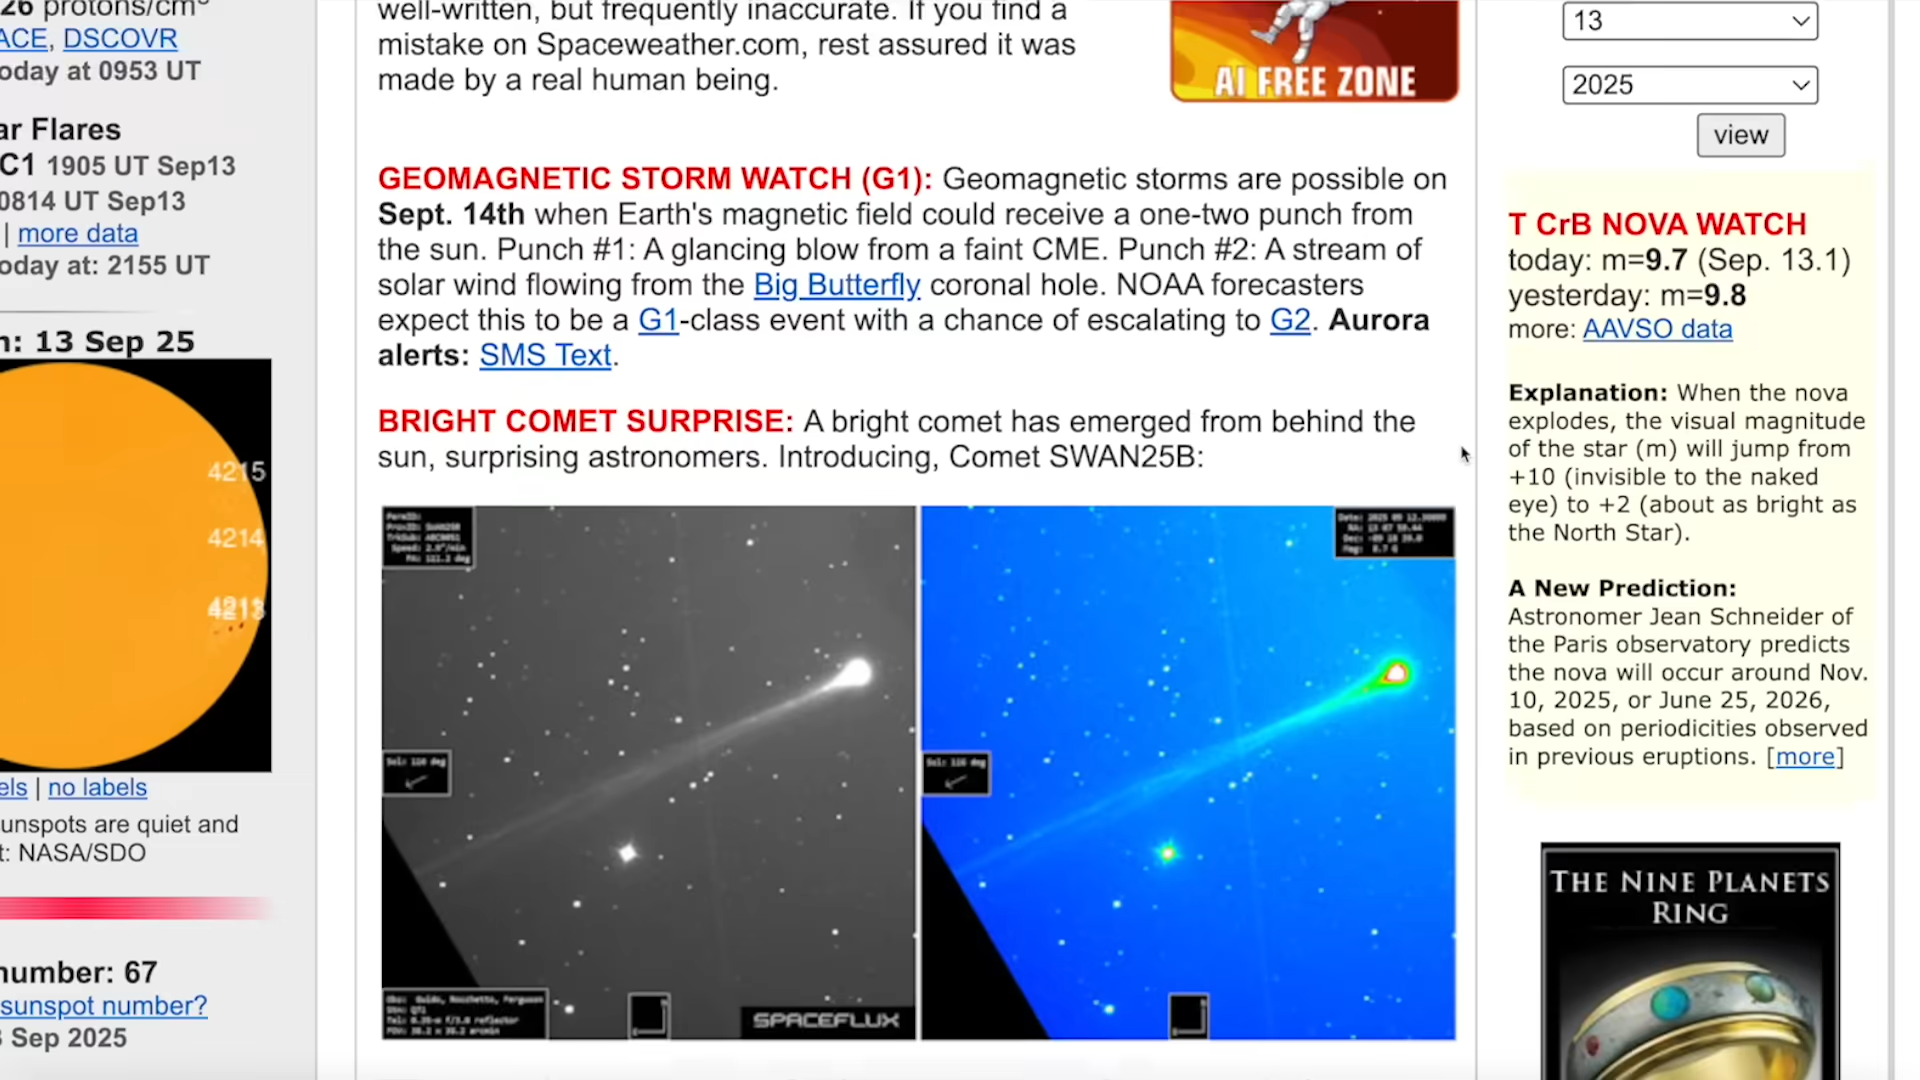 26 protons/cm³
ACE, DSCOVR
oday at 0953 UT
ar Flares
C1 1905 UT Sep13
0814 UT Sep13
| more data
oday at: 2155 UT
n: 13 Sep 25
4215
4214
4213
els | no labels
unspots are quiet and
t: NASA/SDO
number: 67
sunspot number?
Sep 2025
well-written, but frequently inaccurate. If you find a
mistake on Spaceweather.com, rest assured it was
made by a real human being.
AI FREE ZONE
GEOMAGNETIC STORM WATCH (G1): Geomagnetic storms are possible on
Sept. 14th when Earth's magnetic field could receive a one-two punch from
the sun. Punch #1: A glancing blow from a faint CME. Punch #2: A stream of
solar wind flowing from the Big Butterfly coronal hole. NOAA forecasters
expect this to be a G1-class event with a chance of escalating to G2. Aurora
alerts: SMS Text.
BRIGHT COMET SURPRISE: A bright comet has emerged from behind the
sun, surprising astronomers. Introducing, Comet SWAN25B:
SPACEFLUX
13
2025
view
T CrB NOVA WATCH
today: m=9.7 (Sep. 13.1)
yesterday: m=9.8
more: AAVSO data
Explanation: When the nova
explodes, the visual magnitude
of the star (m) will jump from
+10 (invisible to the naked
eye) to +2 (about as bright as
the North Star).
A New Prediction:
Astronomer Jean Schneider of
the Paris observatory predicts
the nova will occur around Nov.
10, 2025, or June 25, 2026,
based on periodicities observed
in previous eruptions. [more]
THE NINE PLANETS
RING